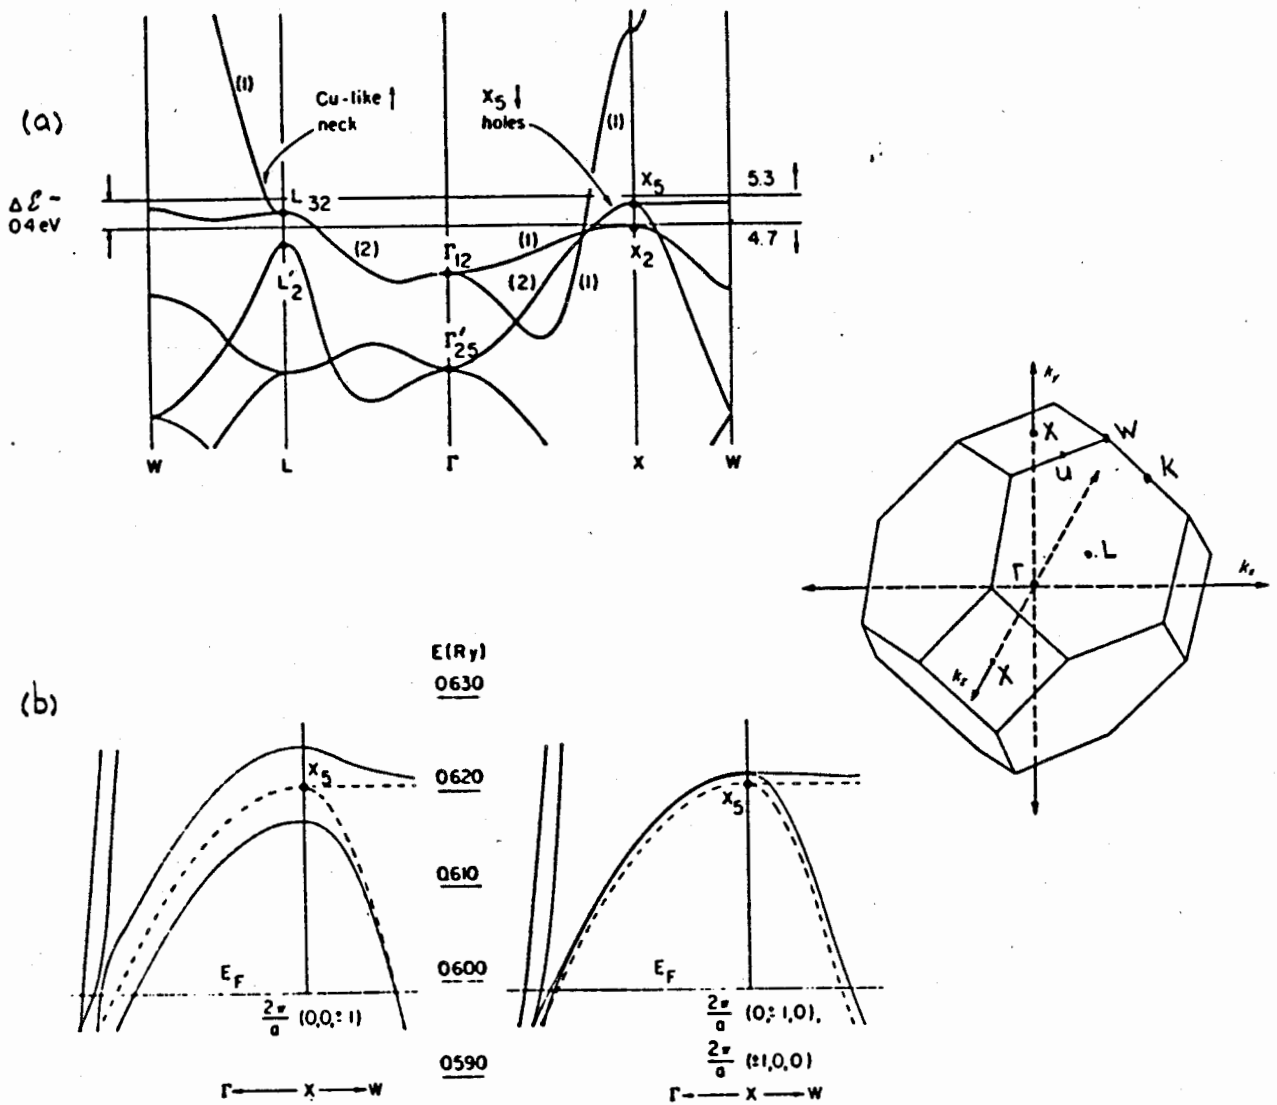 (a)
(1)
Cu-like ↑
neck
X5 ↓
holes
(1)
Δℰ ~
0.4 eV
L32
X5
5.3 ↑
4.7 ↓
(2)
Γ12
(1)
(2)
(1)
X2
L'2
Γ'25
W L Γ X W
ky
X
W
U
K
L
Γ
X
(b)
E(Ry)
0.630
0.620
0.610
0.600
0.590
X5
EF
2π/a (0,0,±1)
Γ ← X → W
X5
EF
2π/a (0,±1,0),
2π/a (±1,0,0)
Γ ← X → W